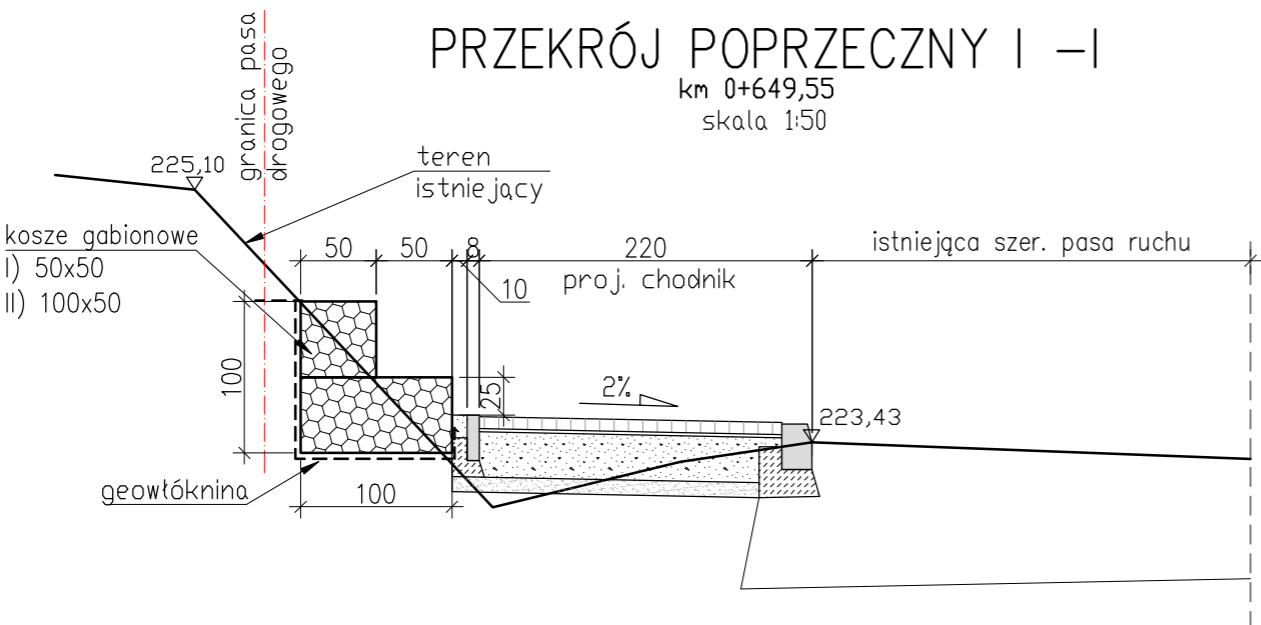 PRZEKRÓJ POPRZECZNY I -I
km 0+649,55
skala 1:50
granica pasa
drogowego
225,10
teren
istniejący
kosze gabionowe
I) 50x50
II) 100x50
50
50
8
220
istniejąca szer. pasa ruchu
10
proj. chodnik
100
25
2%
223,43
geowłóknina
100